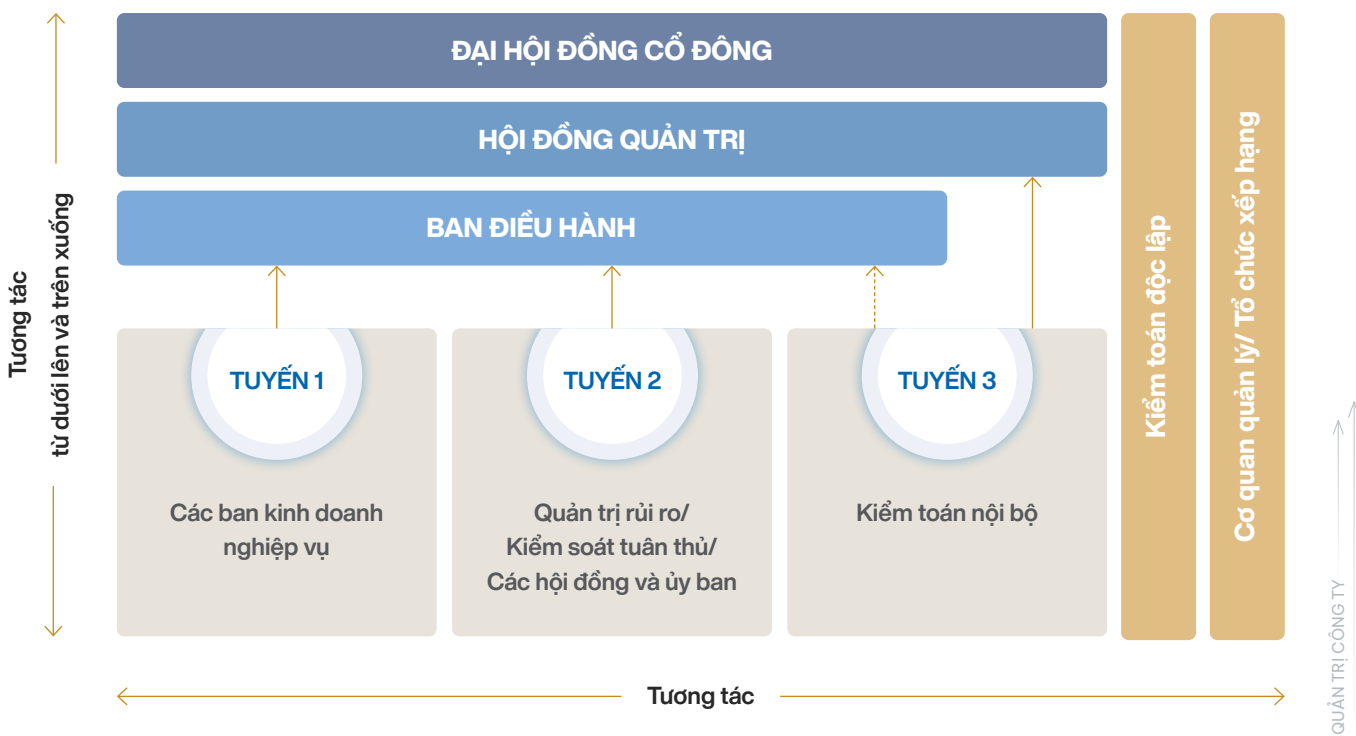 ĐẠI HỘI ĐỒNG CỔ ĐÔNG
HỘI ĐỒNG QUẢN TRỊ
BAN ĐIỀU HÀNH
Tương tác
từ dưới lên và trên xuống
TUYẾN 1
Các ban kinh doanh
nghiệp vụ
TUYẾN 2
Quản trị rủi ro/
Kiểm soát tuân thủ/
Các hội đồng và ủy ban
TUYẾN 3
Kiểm toán nội bộ
Kiểm toán độc lập
Cơ quan quản lý/ Tổ chức xếp hạng
Tương tác
QUẢN TRỊ CÔNG TY